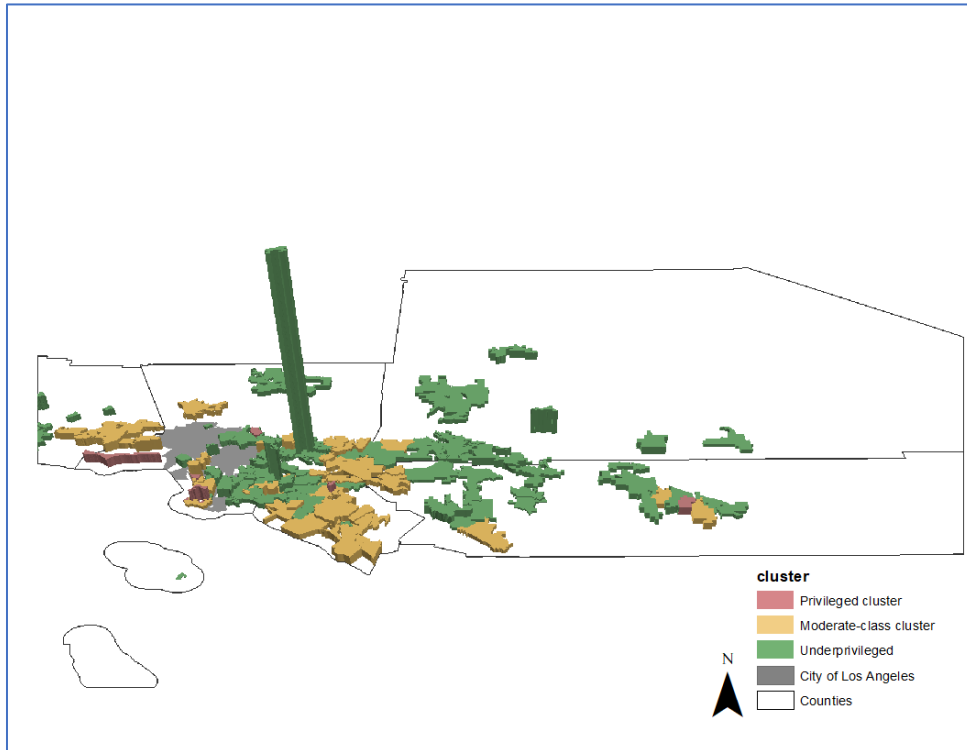 cluster
Privileged cluster
Moderate-class cluster
Underprivileged
City of Los Angeles
Counties
N